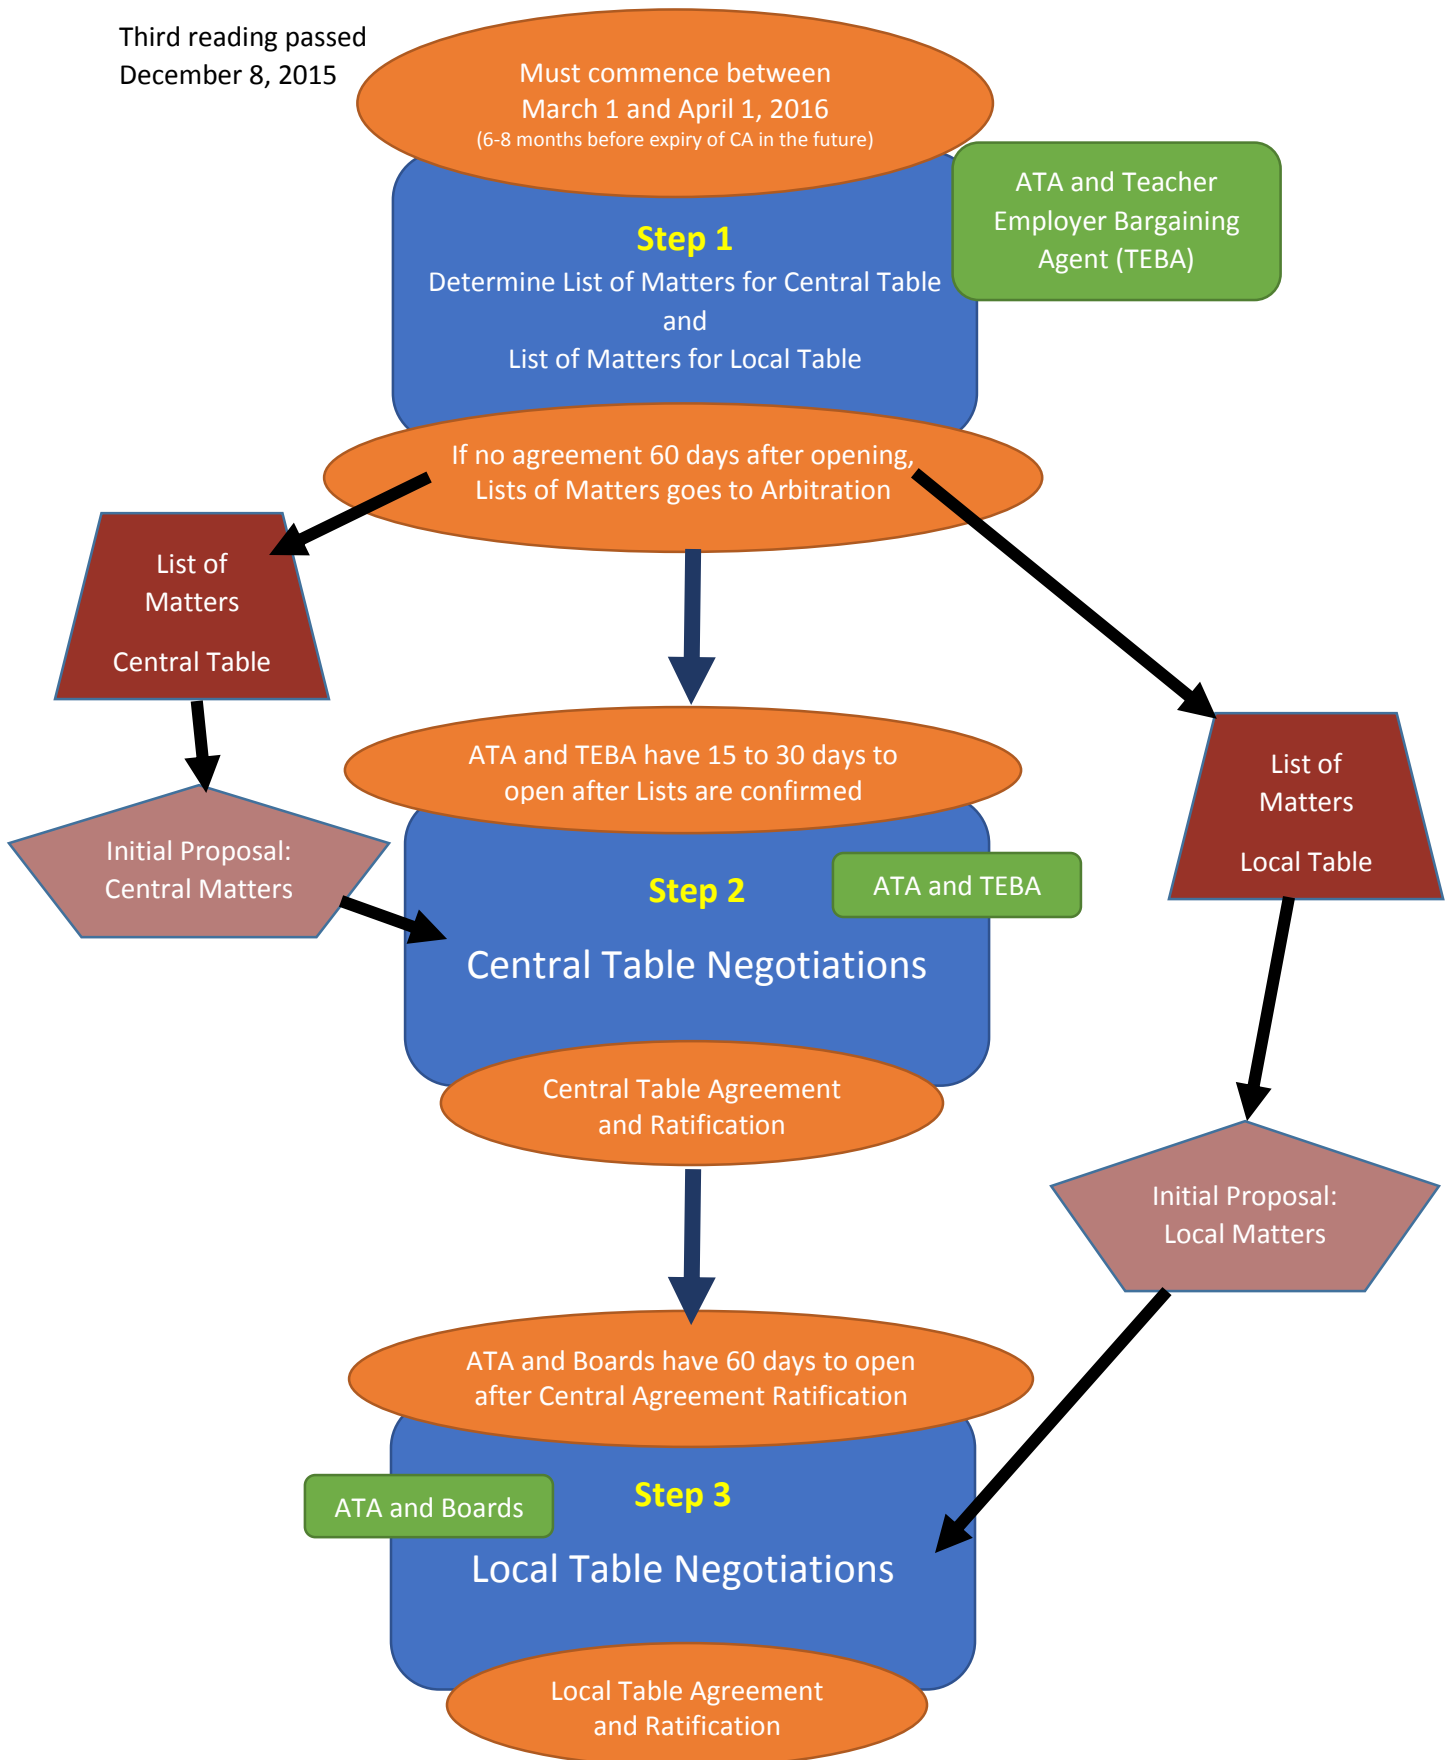 Third reading passed
December 8, 2015
Must commence between
March 1 and April 1, 2016
(6-8 months before expiry of CA in the future)
ATA and Teacher
Employer Bargaining
Agent (TEBA)
Step 1
Determine List of Matters for Central Table
and
List of Matters for Local Table
If no agreement 60 days after opening,
Lists of Matters goes to Arbitration
List of
Matters
Central Table
ATA and TEBA have 15 to 30 days to
open after Lists are confirmed
List of
Matters
Local Table
Initial Proposal:
Central Matters
Step 2
ATA and TEBA
Central Table Negotiations
Central Table Agreement
and Ratification
Initial Proposal:
Local Matters
ATA and Boards have 60 days to open
after Central Agreement Ratification
Step 3
ATA and Boards
Local Table Negotiations
Local Table Agreement
and Ratification